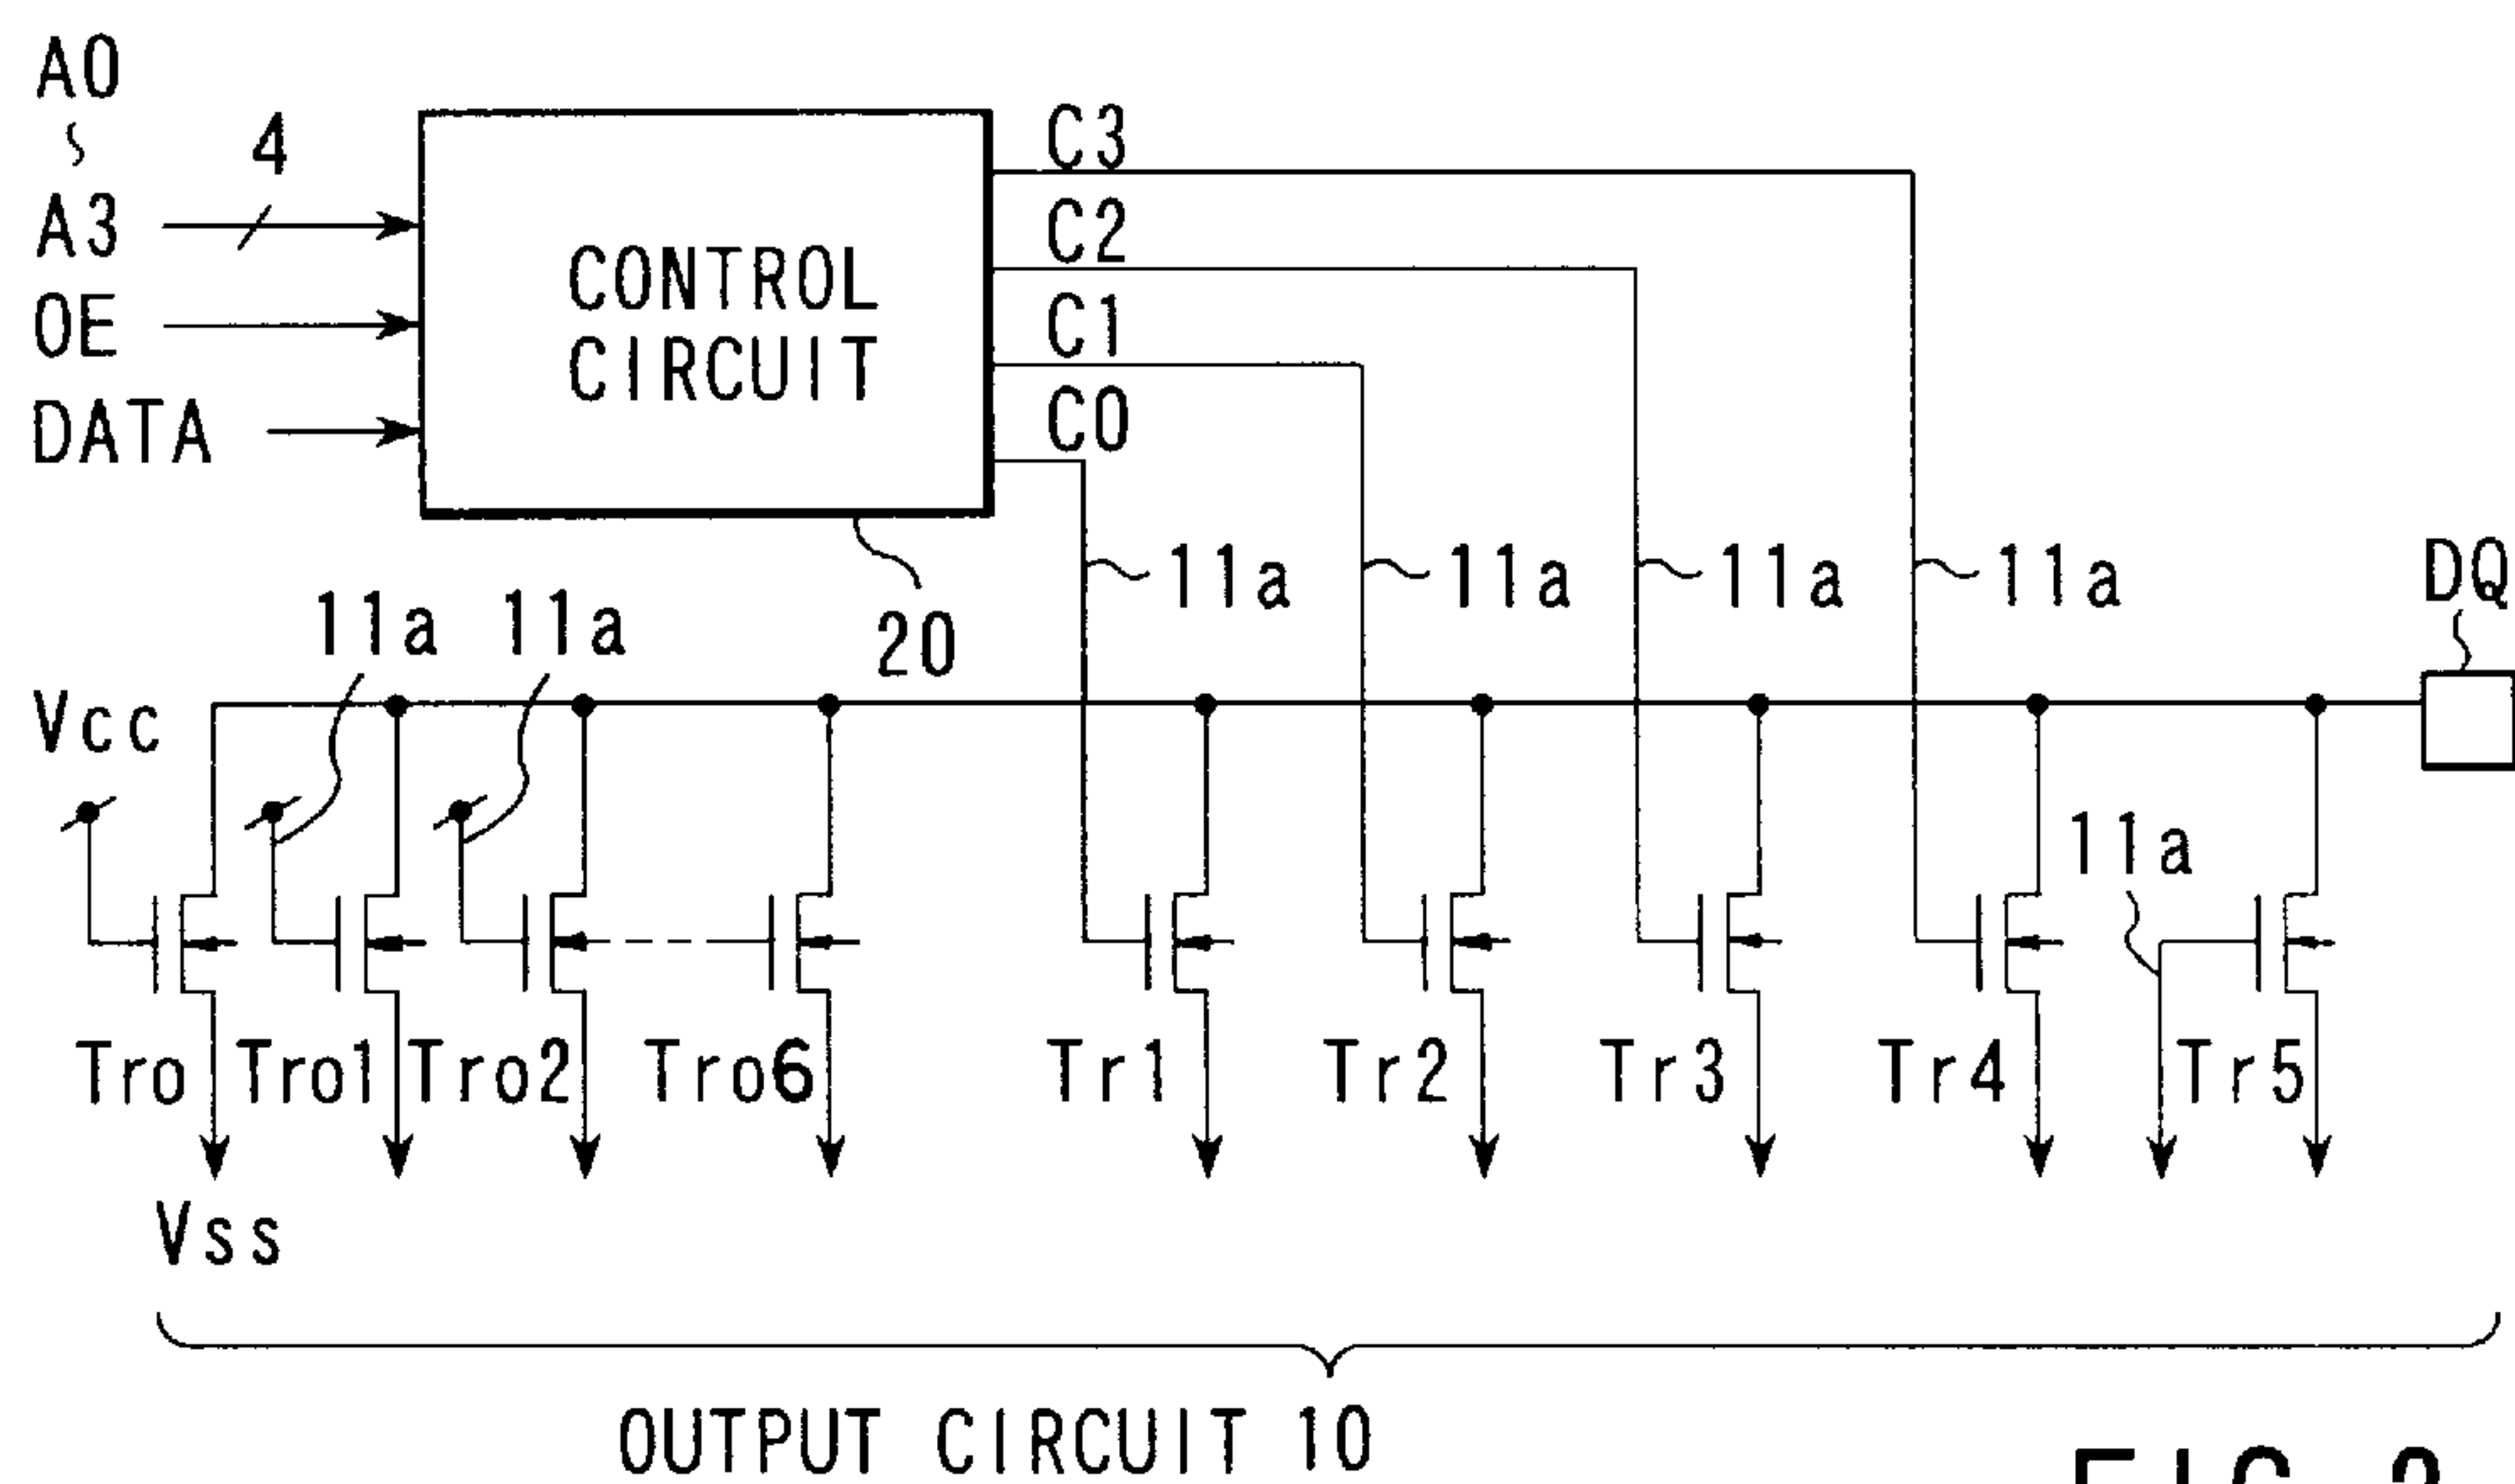 A0
~
A3
4
OE
DATA
CONTROL
CIRCUIT
C3
C2
C1
C0
20
11a
11a
11a
11a
DQ
11a
11a
Vcc
11a
Tro
Tro1
Tro2
Tro6
Tr1
Tr2
Tr3
Tr4
Tr5
Vss
OUTPUT CIRCUIT 10